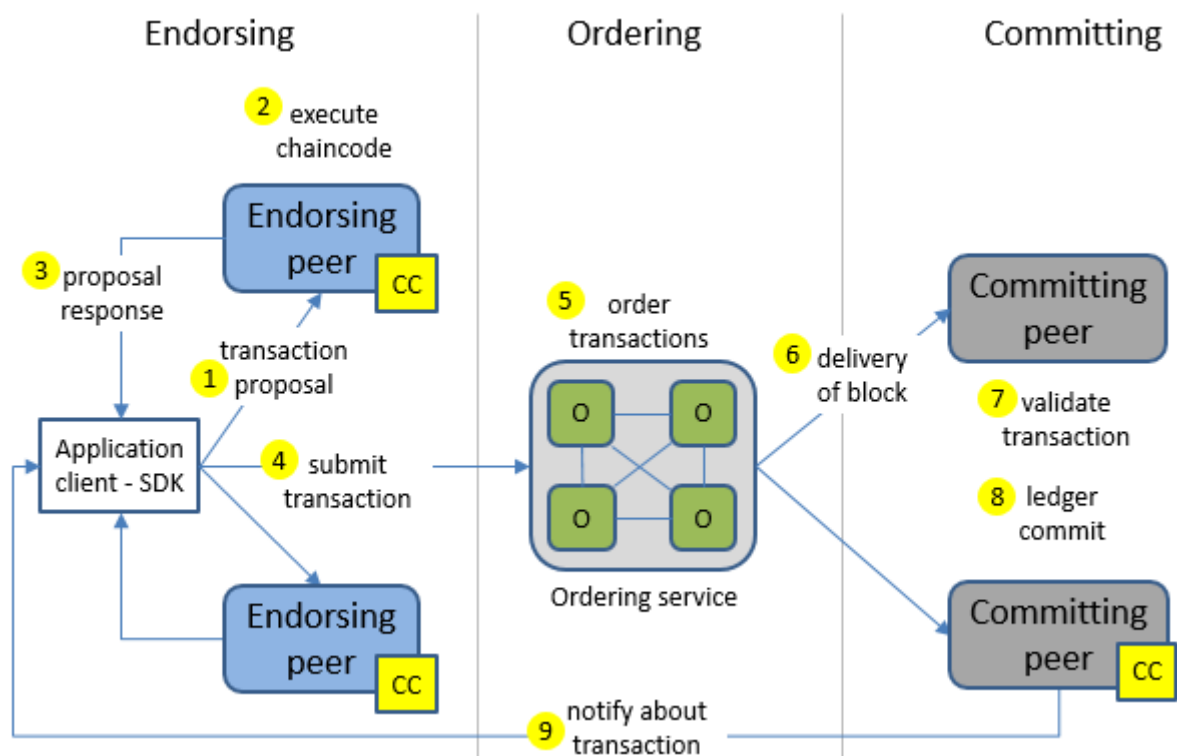 Endorsing
Ordering
Committing
2
execute
chaincode
Endorsing
peer
CC
3
proposal
response
1
transaction
proposal
Application
client - SDK
4
submit
transaction
Endorsing
peer
CC
5
order
transactions
O
O
O
O
Ordering service
6
delivery
of block
Committing
peer
7
validate
transaction
8
ledger
commit
Committing
peer
CC
9
notify about
transaction